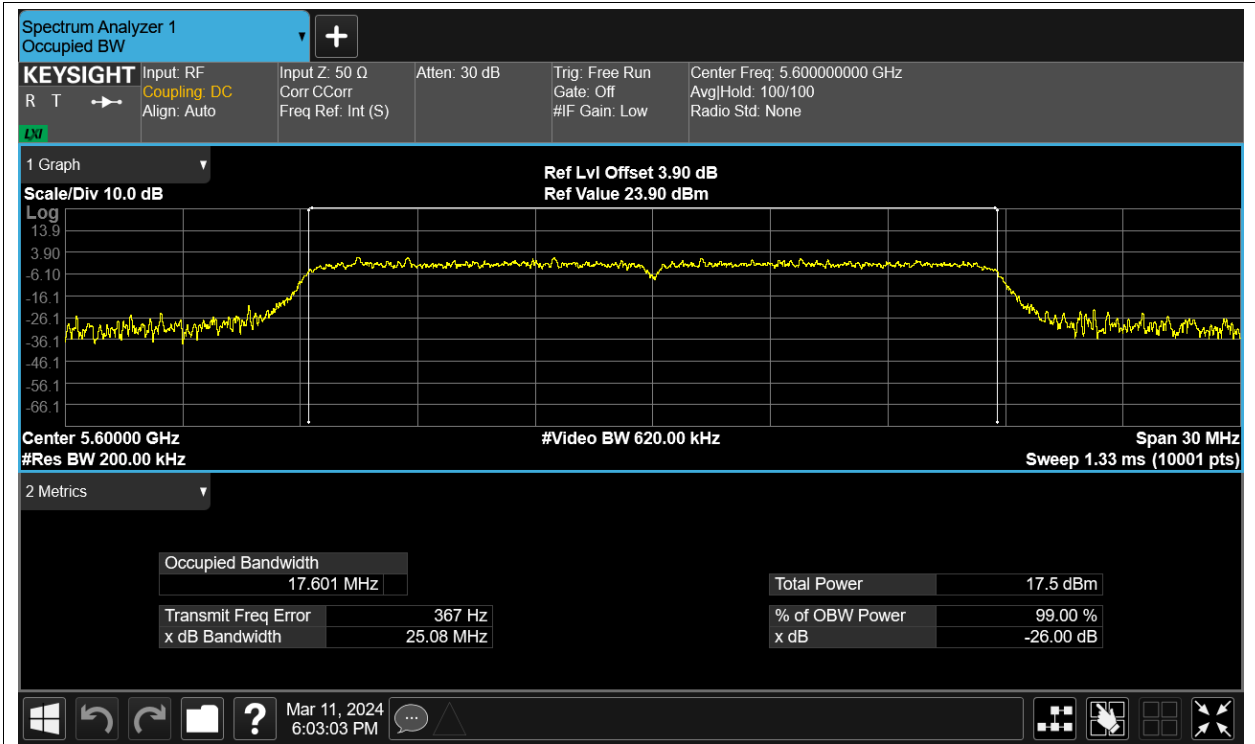 Spectrum Analyzer 1
Occupied BW
KEYSIGHT
R T
LXI
Input: RF
Coupling: DC
Align: Auto
Input Z: 50 Ω
Corr CCorr
Freq Ref: Int (S)
Atten: 30 dB
Trig: Free Run
Gate: Off
#IF Gain: Low
Center Freq: 5.600000000 GHz
Avg|Hold: 100/100
Radio Std: None
1 Graph
Scale/Div 10.0 dB
Ref Lvl Offset 3.90 dB
Ref Value 23.90 dBm
Log
13.9
3.90
-6.10
-16.1
-26.1
-36.1
-46.1
-56.1
-66.1
Center 5.60000 GHz
#Res BW 200.00 kHz
#Video BW 620.00 kHz
Span 30 MHz
Sweep 1.33 ms (10001 pts)
2 Metrics
Occupied Bandwidth
17.601 MHz
Transmit Freq Error 367 Hz
x dB Bandwidth 25.08 MHz
Total Power 17.5 dBm
% of OBW Power 99.00 %
x dB -26.00 dB
?
Mar 11, 2024
6:03:03 PM